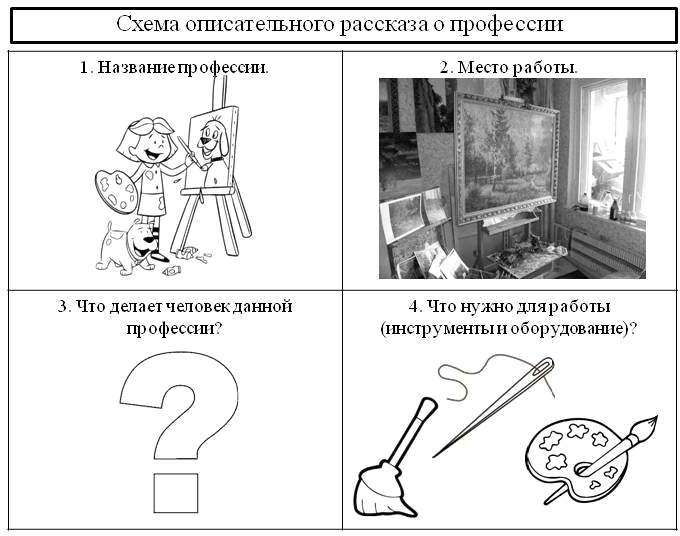 Схема описательного рассказа о профессии
1. Название профессии.
2. Место работы.
3. Что делает человек данной
профессии?
4. Что нужно для работы
(инструменты и оборудование)?